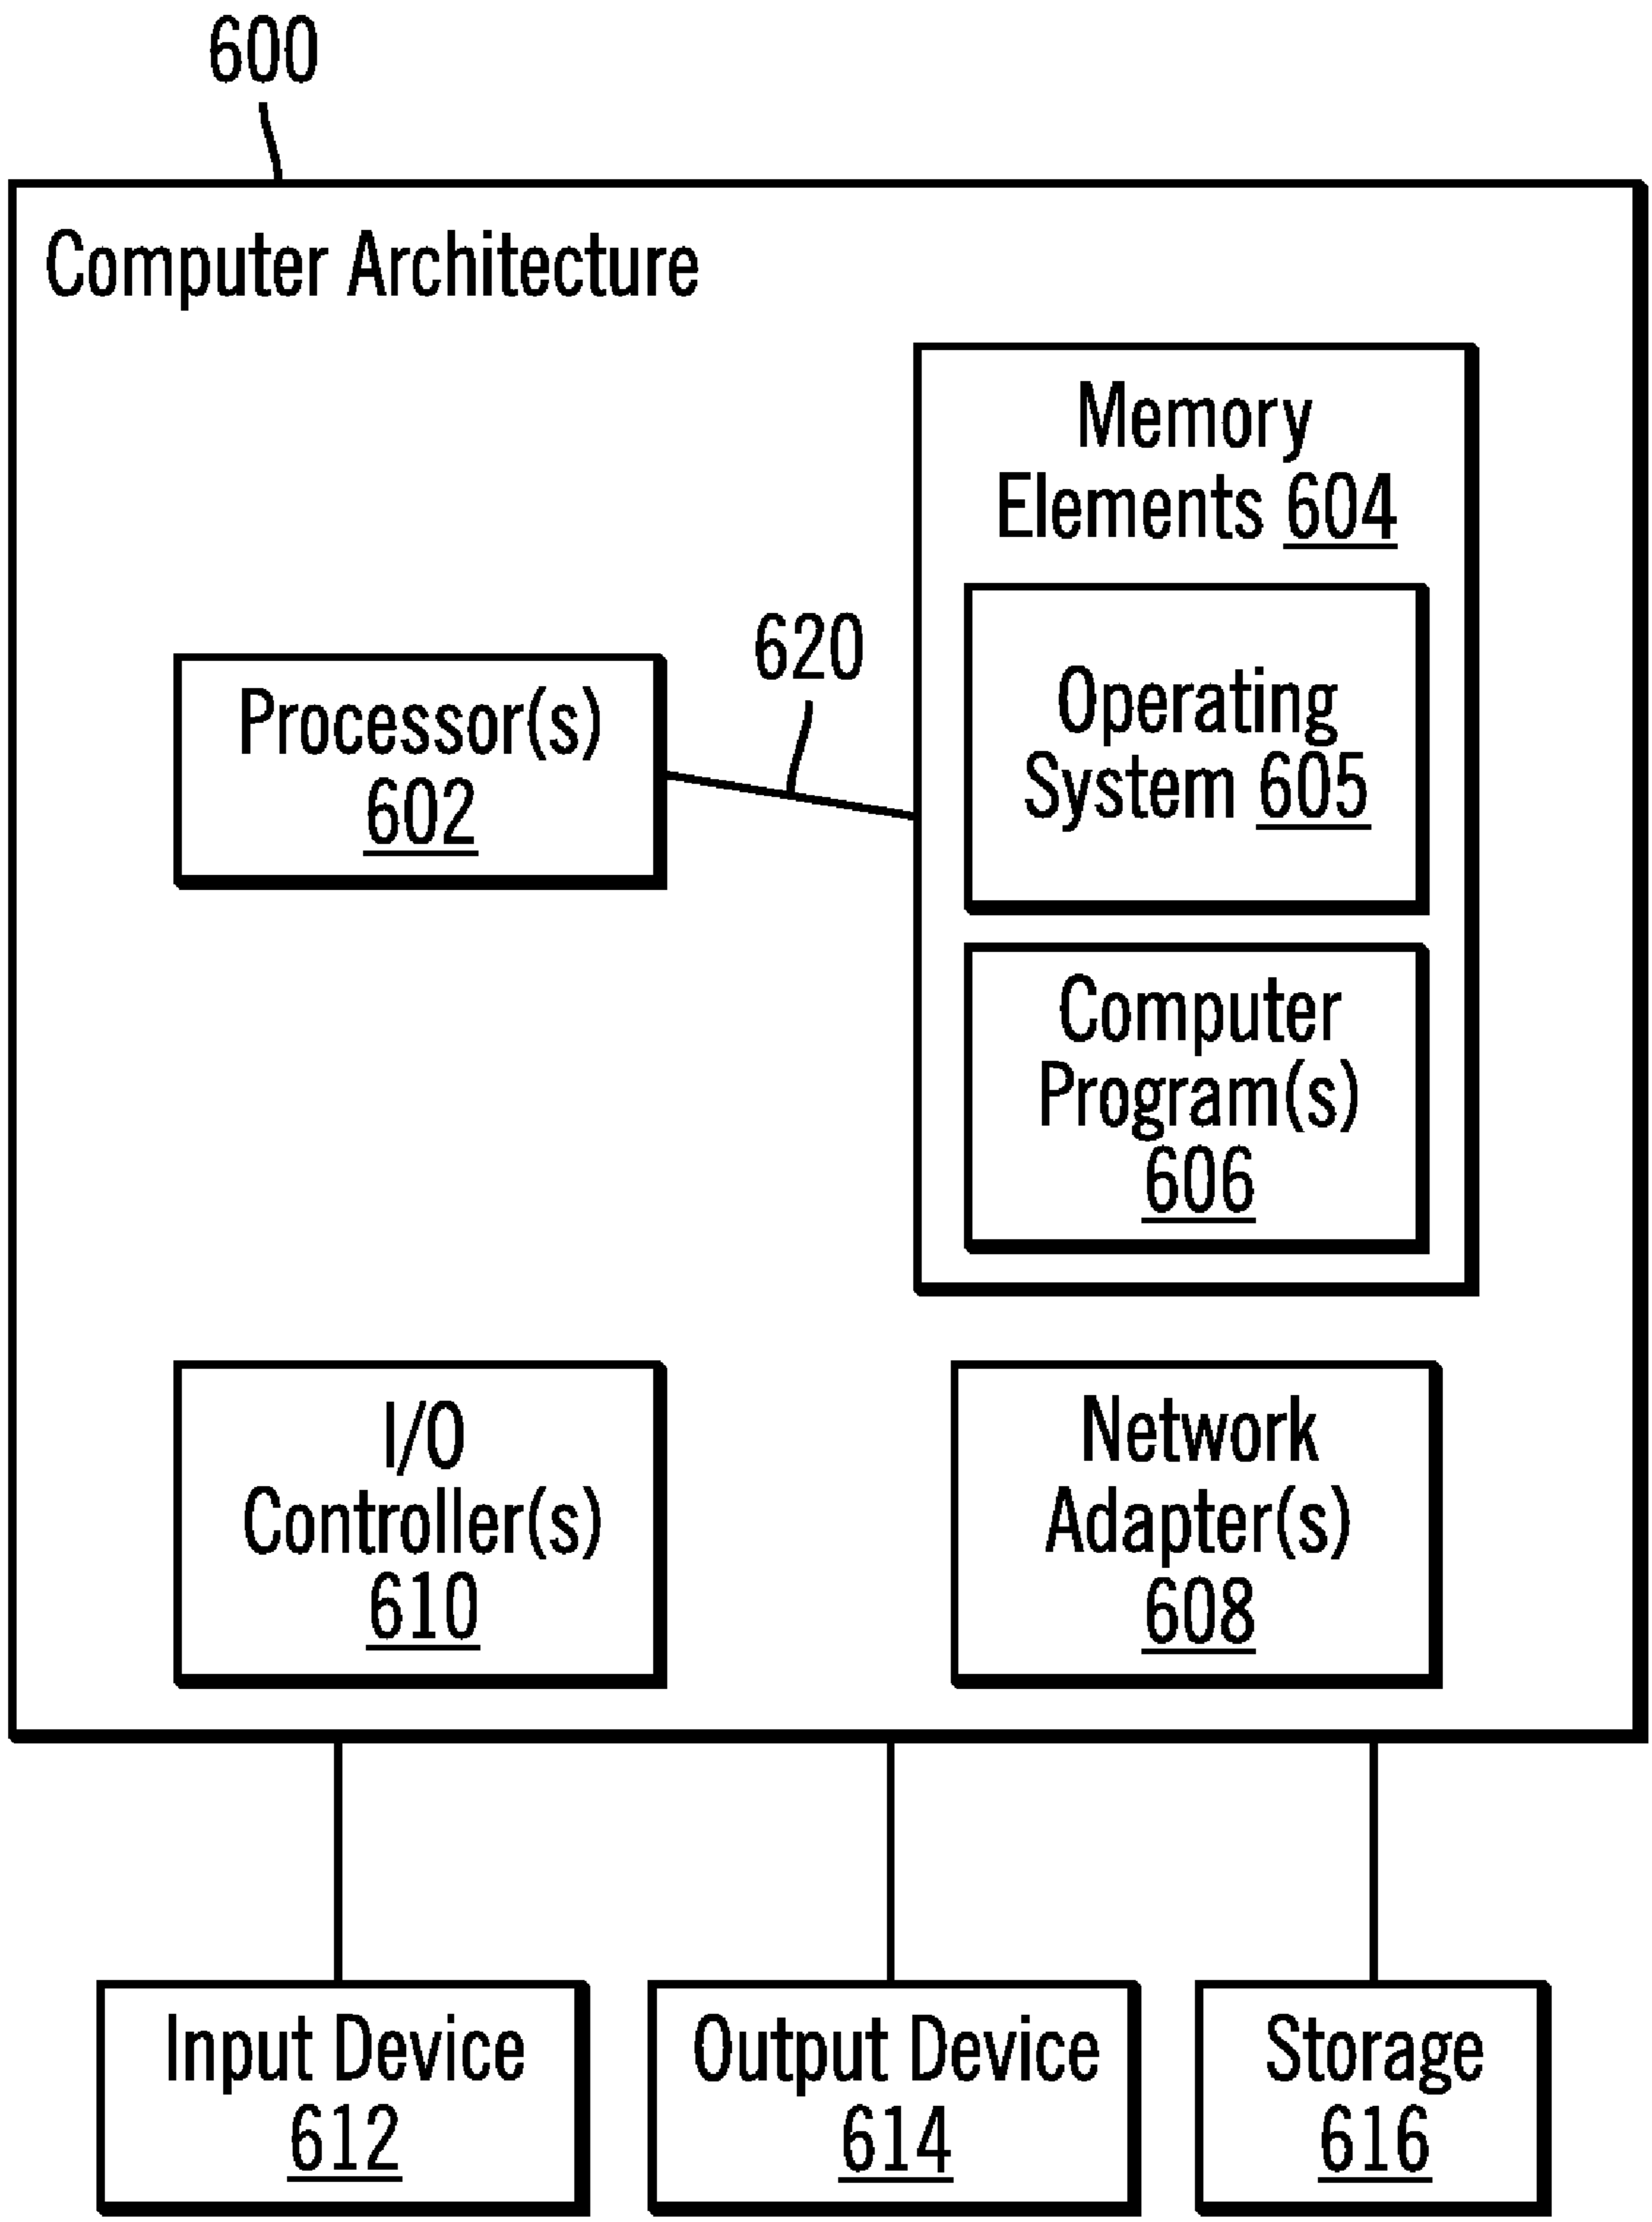 600
Computer Architecture
Memory
Elements 604
Operating
System 605
620
Processor(s)
602
Computer
Program(s)
606
I/O
Controller(s)
610
Network
Adapter(s)
608
Input Device
612
Output Device
614
Storage
616